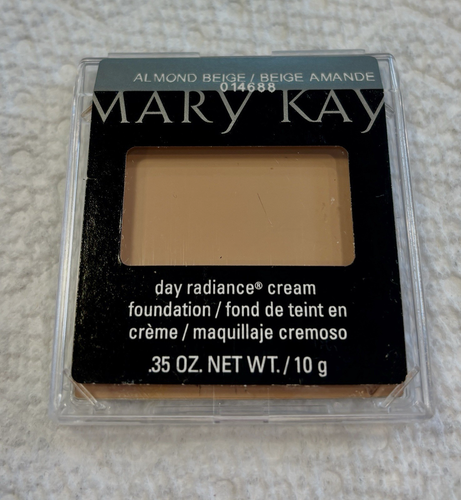 ALMOND BEIGE / BEIGE AMANDE
014688
MARY KAY
day radiance® cream
foundation / fond de teint en
crème / maquillaje cremoso
.35 OZ. NET WT. / 10 g